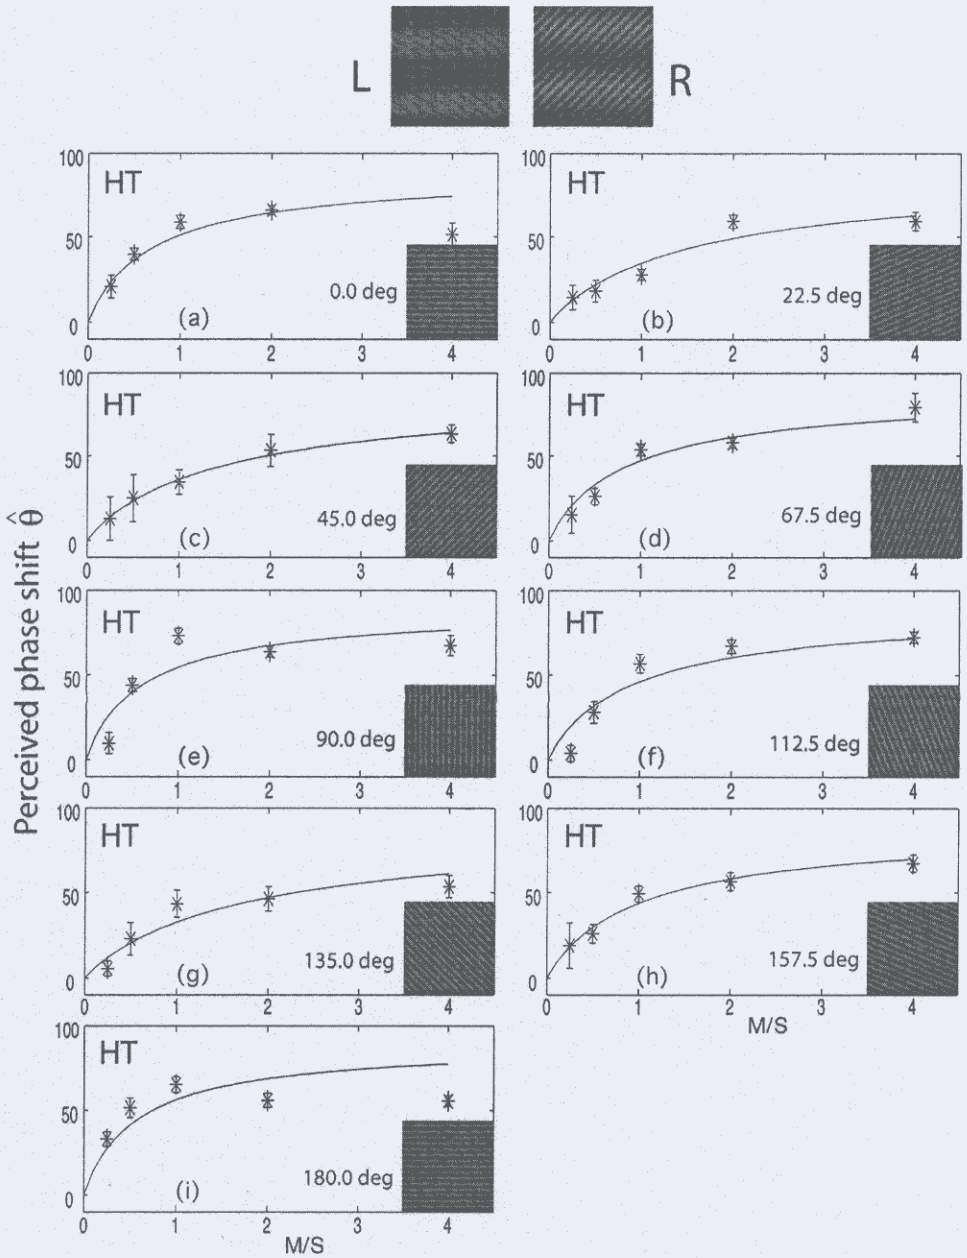 L R
Perceived phase shift θ̂
100
50
0
HT
0.0 deg
(a)
0 1 2 3 4
100
50
0
HT
22.5 deg
(b)
0 1 2 3 4
100
50
0
HT
45.0 deg
(c)
0 1 2 3 4
100
50
0
HT
67.5 deg
(d)
0 1 2 3 4
100
50
0
HT
90.0 deg
(e)
0 1 2 3 4
100
50
0
HT
112.5 deg
(f)
0 1 2 3 4
100
50
0
HT
135.0 deg
(g)
0 1 2 3 4
100
50
0
HT
157.5 deg
(h)
0 1 2 3 4
M/S
100
50
0
HT
180.0 deg
(i)
0 1 2 3 4
M/S